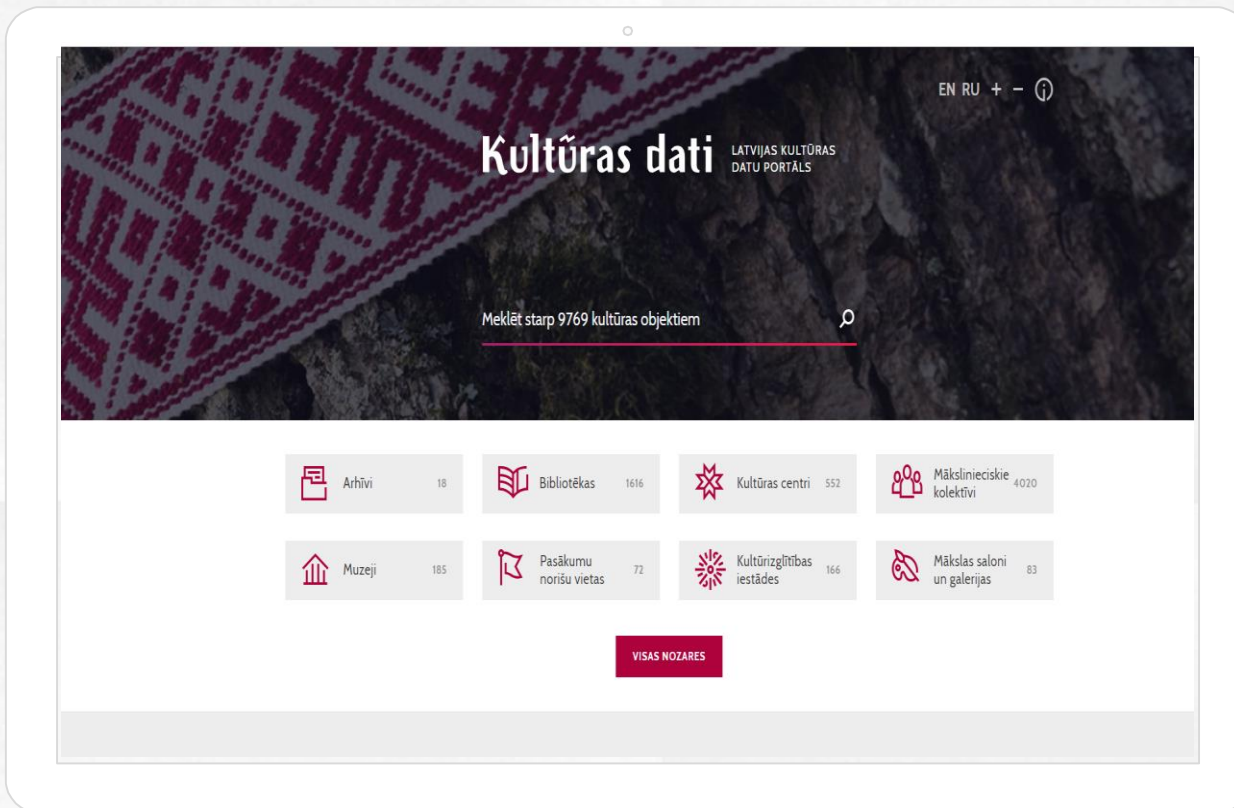 EN RU + −
Kultūras dati
LATVIJAS KULTŪRAS
DATU PORTĀLS
Meklēt starp 9769 kultūras objektiem
Arhīvi 18
Bibliotēkas 1616
Kultūras centri 552
Mākslinieciskie
kolektīvi 4020
Muzeji 185
Pasākumu
norišu vietas 72
Kultūrizglītības
iestādes 166
Mākslas saloni
un galerijas 83
VISAS NOZARES